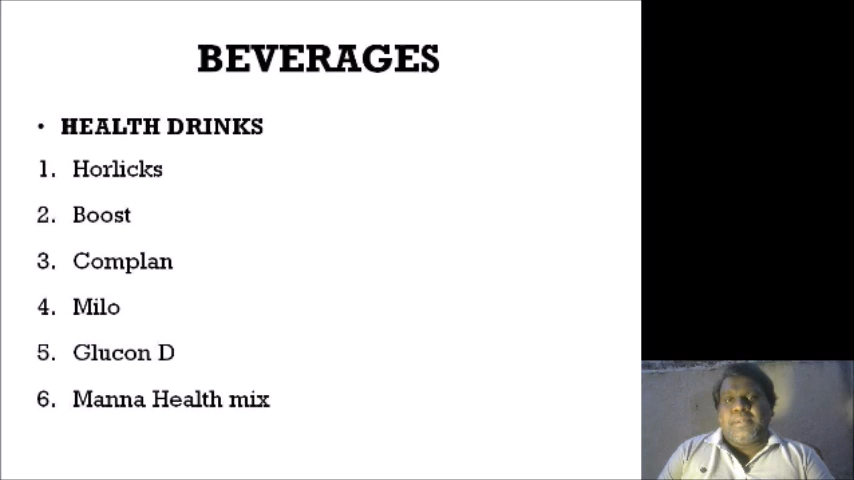 BEVERAGES
• HEALTH DRINKS
1. Horlicks
2. Boost
3. Complan
4. Milo
5. Glucon D
6. Manna Health mix